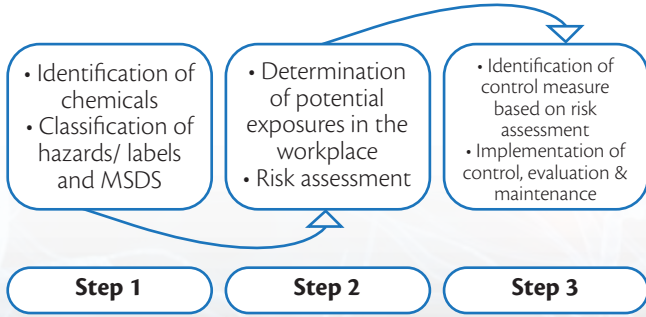 • Identification of
chemicals
• Classification of
hazards/ labels
and MSDS
• Determination
of potential
exposures in the
workplace
• Risk assessment
• Identification of
control measure
based on risk
assessment
• Implementation of
control, evaluation &
maintenance
Step 1
Step 2
Step 3